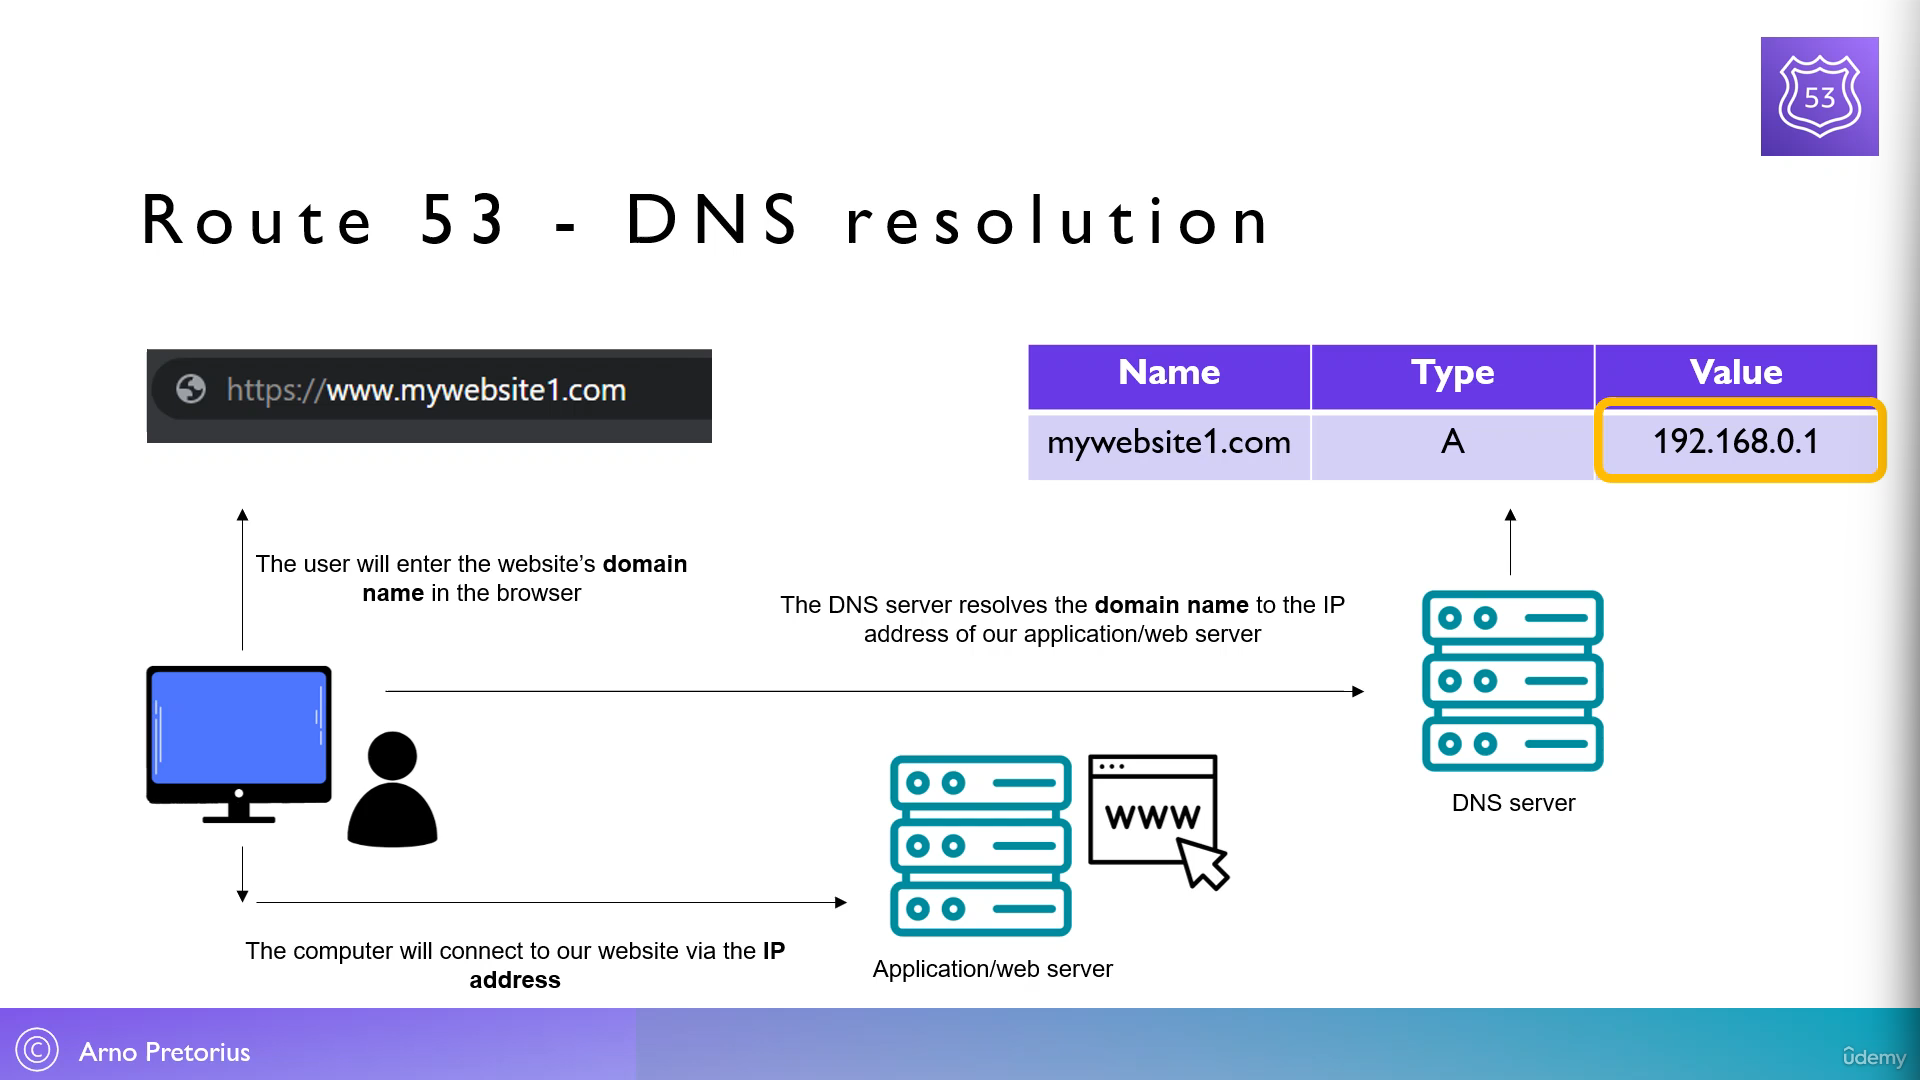 53
Route 53 - DNS resolution
https://www.mywebsite1.com
Name Type Value
mywebsite1.com A 192.168.0.1
The user will enter the website’s domain
name in the browser
The DNS server resolves the domain name to the IP
address of our application/web server
WWW
DNS server
The computer will connect to our website via the IP
address
Application/web server
© Arno Pretorius
ûdemy